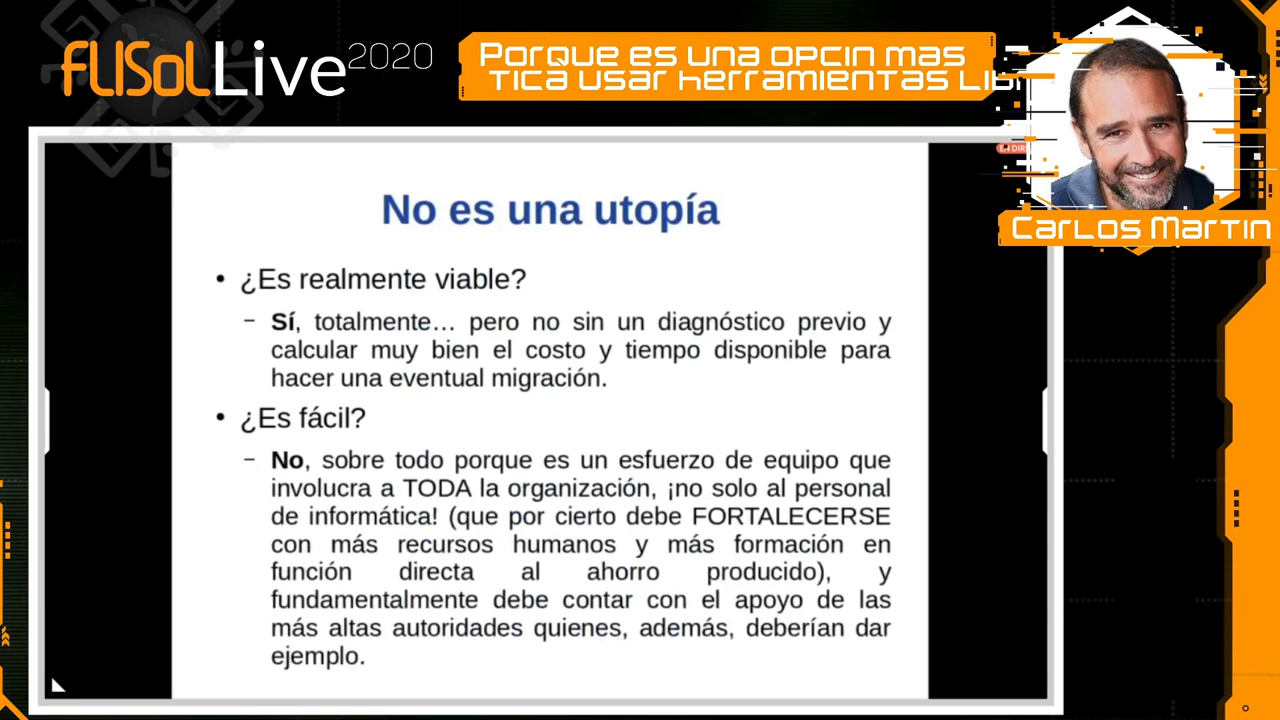 FLISoLLive2020
Porque es una opcin mas
tica usar herramientas
EN
Carlos Martin
No es una utopía
• ¿Es realmente viable?
– Sí, totalmente… pero no sin un diagnóstico previo y
calcular muy bien el costo y tiempo disponible para
hacer una eventual migración.
• ¿Es fácil?
– No, sobre todo porque es un esfuerzo de equipo que
involucra a TODA la organización, ¡no solo al personal
de informática! (que por cierto debe FORTALECERSE
con más recursos humanos y más formación en
función directa al ahorro producido), y
fundamentalmente debe contar con el apoyo de las
más altas autoridades quienes, además, deberían dar
ejemplo.